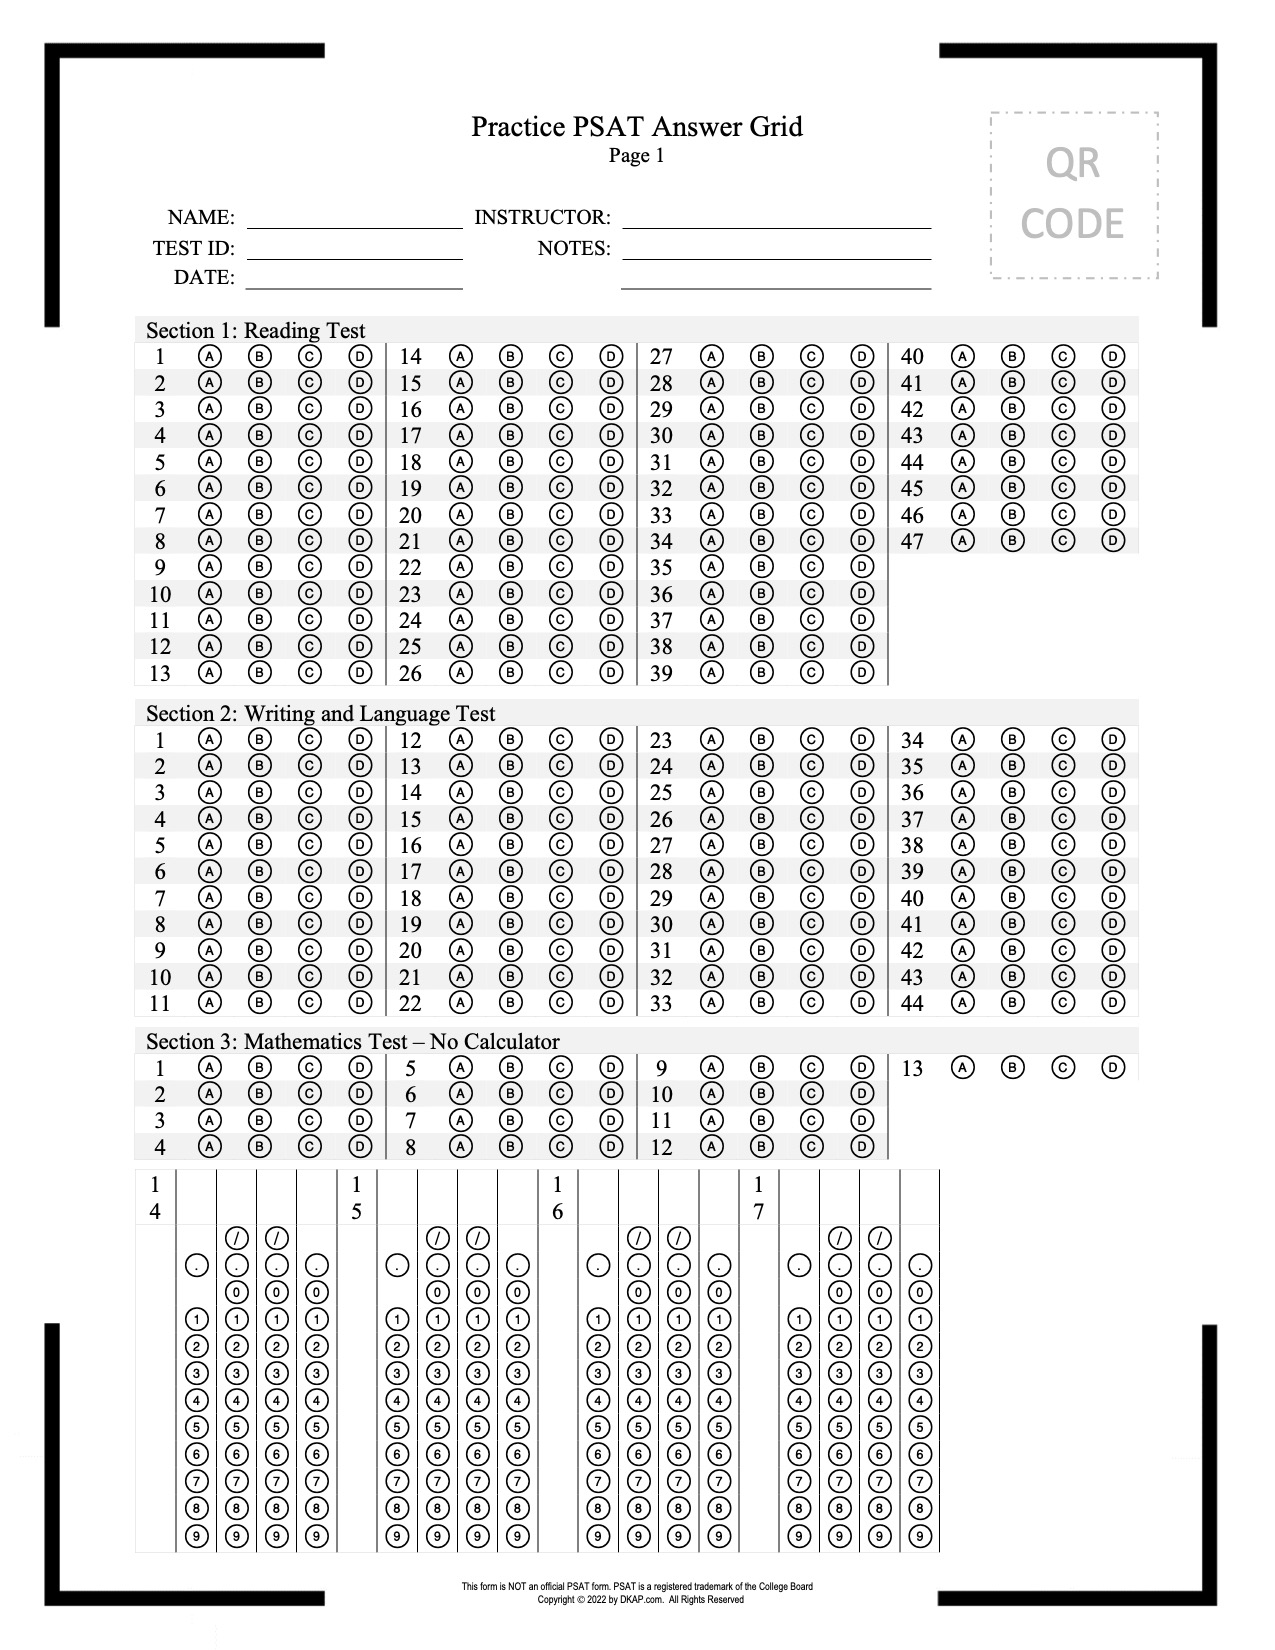 Practice PSAT Answer Grid
Page 1
QR
CODE
NAME: INSTRUCTOR:
TEST ID: NOTES:
DATE:
Section 1: Reading Test
1 A B C D 14 A B C D 27 A B C D 40 A B C D
2 A B C D 15 A B C D 28 A B C D 41 A B C D
3 A B C D 16 A B C D 29 A B C D 42 A B C D
4 A B C D 17 A B C D 30 A B C D 43 A B C D
5 A B C D 18 A B C D 31 A B C D 44 A B C D
6 A B C D 19 A B C D 32 A B C D 45 A B C D
7 A B C D 20 A B C D 33 A B C D 46 A B C D
8 A B C D 21 A B C D 34 A B C D 47 A B C D
9 A B C D 22 A B C D 35 A B C D
10 A B C D 23 A B C D 36 A B C D
11 A B C D 24 A B C D 37 A B C D
12 A B C D 25 A B C D 38 A B C D
13 A B C D 26 A B C D 39 A B C D
Section 2: Writing and Language Test
1 A B C D 12 A B C D 23 A B C D 34 A B C D
2 A B C D 13 A B C D 24 A B C D 35 A B C D
3 A B C D 14 A B C D 25 A B C D 36 A B C D
4 A B C D 15 A B C D 26 A B C D 37 A B C D
5 A B C D 16 A B C D 27 A B C D 38 A B C D
6 A B C D 17 A B C D 28 A B C D 39 A B C D
7 A B C D 18 A B C D 29 A B C D 40 A B C D
8 A B C D 19 A B C D 30 A B C D 41 A B C D
9 A B C D 20 A B C D 31 A B C D 42 A B C D
10 A B C D 21 A B C D 32 A B C D 43 A B C D
11 A B C D 22 A B C D 33 A B C D 44 A B C D
Section 3: Mathematics Test – No Calculator
1 A B C D 5 A B C D 9 A B C D 13 A B C D
2 A B C D 6 A B C D 10 A B C D
3 A B C D 7 A B C D 11 A B C D
4 A B C D 8 A B C D 12 A B C D
1 1 1 1
4 5 6 7
/ / / / / / / /
. . . . . . . . . . . . . . . .
0 0 0 0 0 0 0 0 0 0 0 0
1 1 1 1 1 1 1 1 1 1 1 1 1 1 1 1
2 2 2 2 2 2 2 2 2 2 2 2 2 2 2 2
3 3 3 3 3 3 3 3 3 3 3 3 3 3 3 3
4 4 4 4 4 4 4 4 4 4 4 4 4 4 4 4
5 5 5 5 5 5 5 5 5 5 5 5 5 5 5 5
6 6 6 6 6 6 6 6 6 6 6 6 6 6 6 6
7 7 7 7 7 7 7 7 7 7 7 7 7 7 7 7
8 8 8 8 8 8 8 8 8 8 8 8 8 8 8 8
9 9 9 9 9 9 9 9 9 9 9 9 9 9 9 9
This form is NOT an official PSAT form. PSAT is a registered trademark of the College Board
Copyright © 2022 by DKAP.com. All Rights Reserved